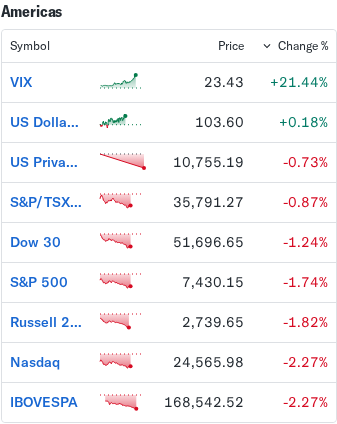 Americas
Symbol Price Change %
VIX 23.43 +21.44%
US Dolla... 103.60 +0.18%
US Priva... 10,755.19 -0.73%
S&P/TSX... 35,791.27 -0.87%
Dow 30 51,696.65 -1.24%
S&P 500 7,430.15 -1.74%
Russell 2... 2,739.65 -1.82%
Nasdaq 24,565.98 -2.27%
IBOVESPA 168,542.52 -2.27%